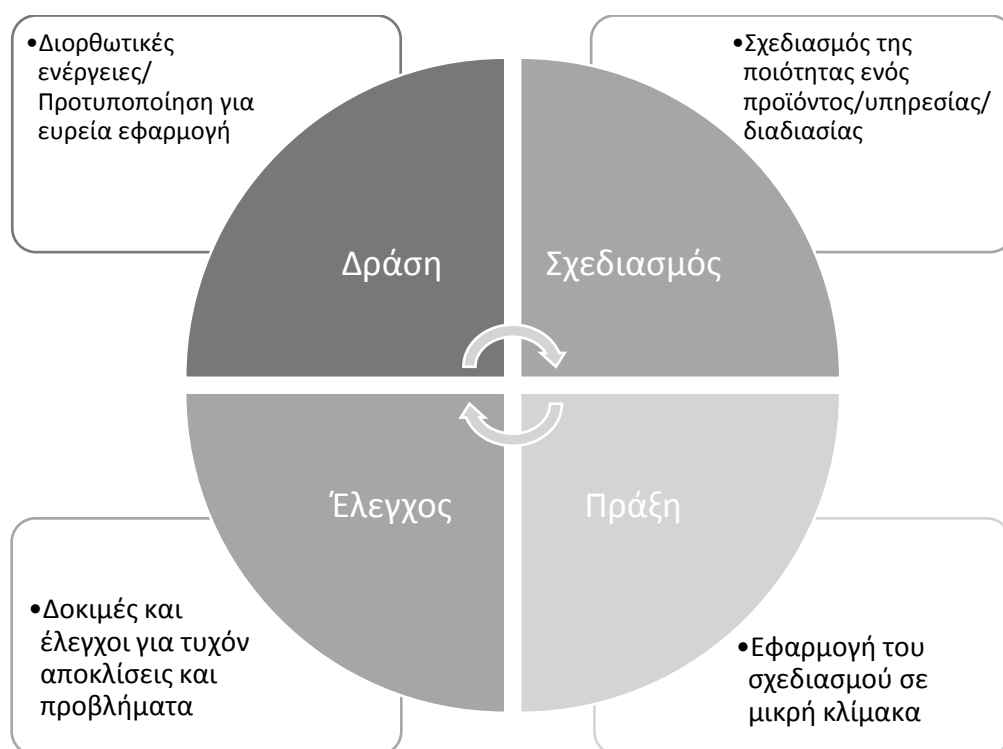 •Διορθωτικές
ενέργειες/
Προτυποποίηση για
ευρεία εφαρμογή
•Σχεδιασμός της
ποιότητας ενός
προϊόντος/υπηρεσίας/
διαδιασίας
Δράση
Σχεδιασμός
Έλεγχος
Πράξη
•Δοκιμές και
έλεγχοι για τυχόν
αποκλίσεις και
προβλήματα
•Εφαρμογή του
σχεδιασμού σε
μικρή κλίμακα